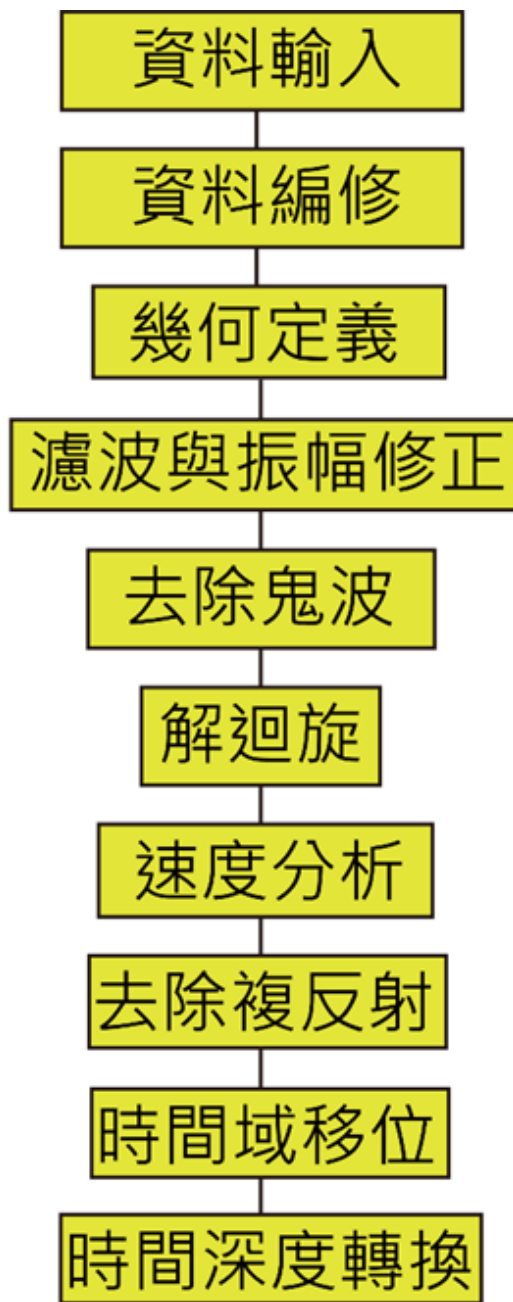 資料輸入
資料編修
幾何定義
濾波與振幅修正
去除鬼波
解迴旋
速度分析
去除複反射
時間域移位
時間深度轉換